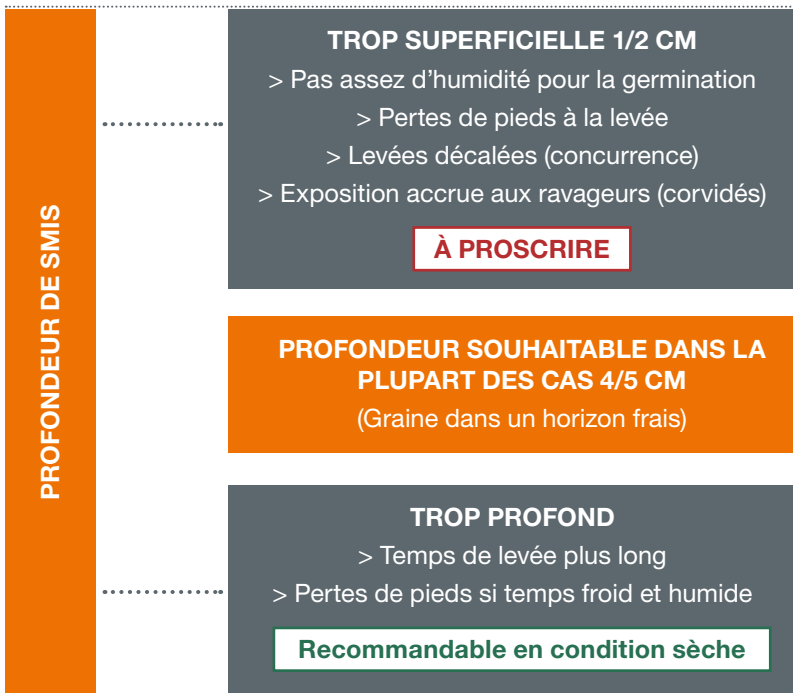 PROFONDEUR DE SMIS
TROP SUPERFICIELLE 1/2 CM
> Pas assez d’humidité pour la germination
> Pertes de pieds à la levée
> Levées décalées (concurrence)
> Exposition accrue aux ravageurs (corvidés)
À PROSCRIRE
PROFONDEUR SOUHAITABLE DANS LA
PLUPART DES CAS 4/5 CM
(Graine dans un horizon frais)
TROP PROFOND
> Temps de levée plus long
> Pertes de pieds si temps froid et humide
Recommandable en condition sèche